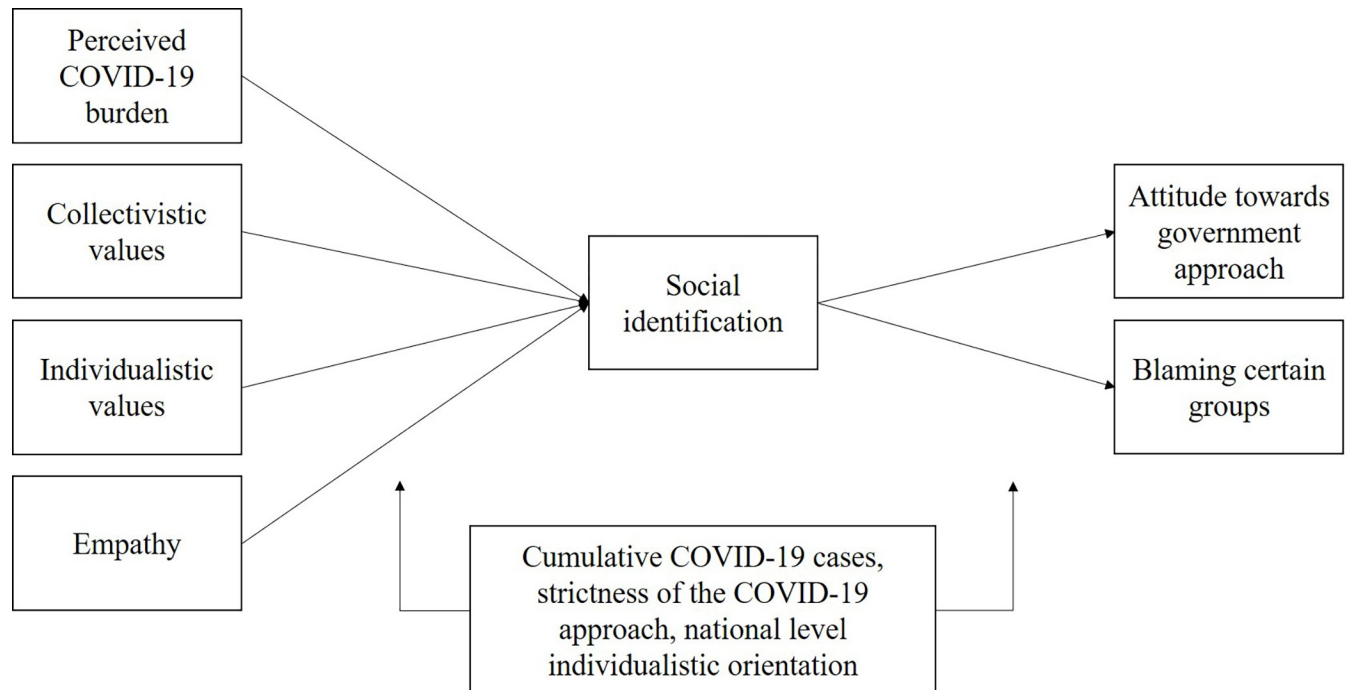 Perceived
COVID-19
burden
Collectivistic
values
Individualistic
values
Empathy
Social
identification
Attitude towards
government
approach
Blaming certain
groups
Cumulative COVID-19 cases,
strictness of the COVID-19
approach, national level
individualistic orientation